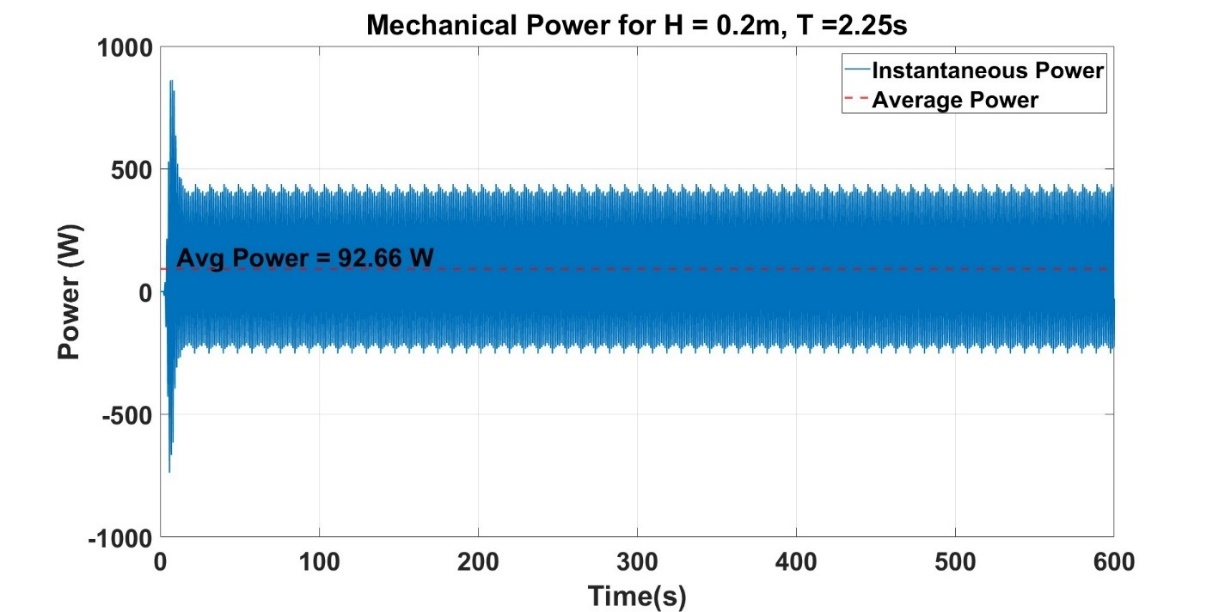 Mechanical Power for H = 0.2m, T =2.25s
1000
500
0
-500
-1000
Power (W)
Instantaneous Power
Average Power
Avg Power = 92.66 W
0 100 200 300 400 500 600
Time(s)